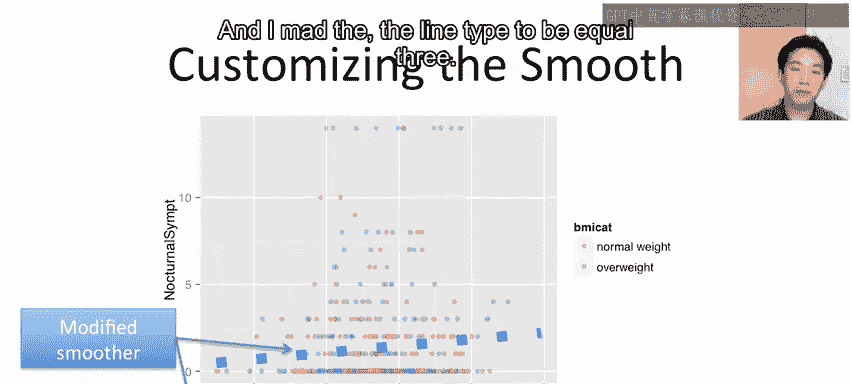 And I mad the, the line type to be equal
three.
Customizing the Smooth
NocturnalSympt
10
5
0
bmicat
normal weight
overweight
Modified
smoother